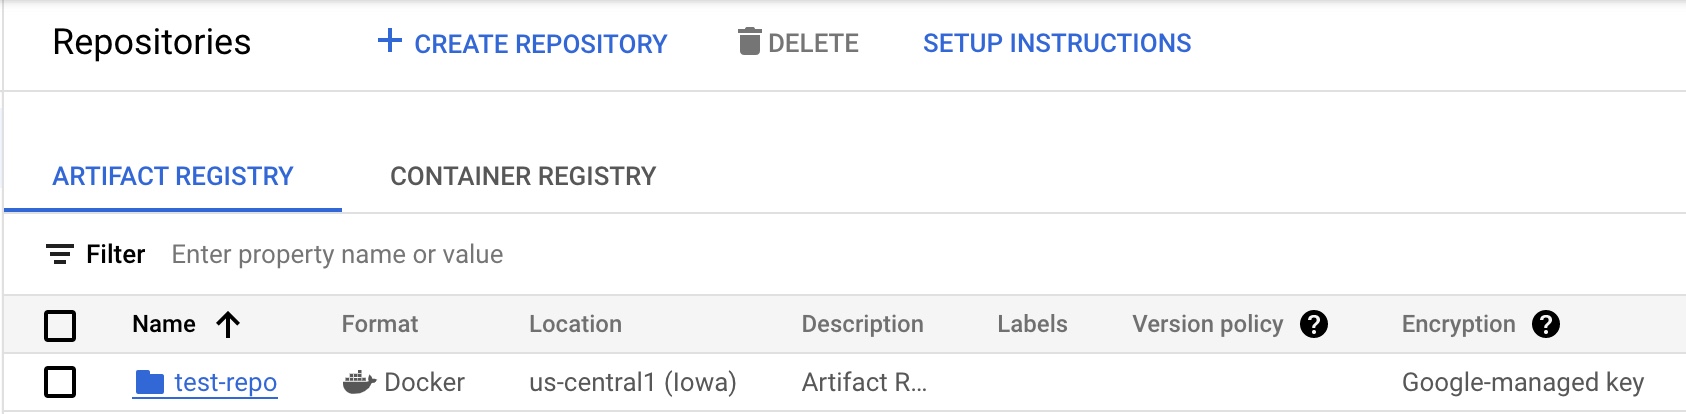 Repositories + CREATE REPOSITORY DELETE SETUP INSTRUCTIONS
ARTIFACT REGISTRY CONTAINER REGISTRY
Filter Enter property name or value
Name ↑ Format Location Description Labels Version policy ? Encryption ?
test-repo Docker us-central1 (Iowa) Artifact R... Google-managed key